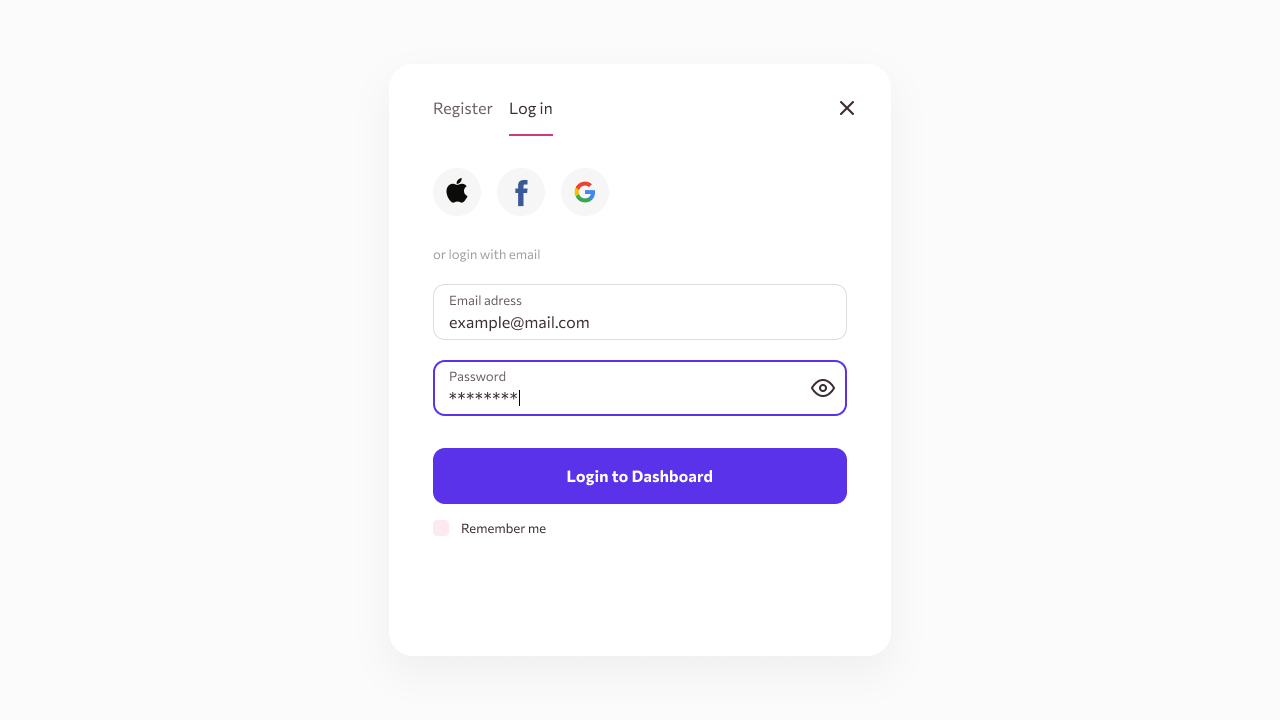 Register Log in
or login with email
Email adress
example@mail.com
Password
********
Login to Dashboard
Remember me